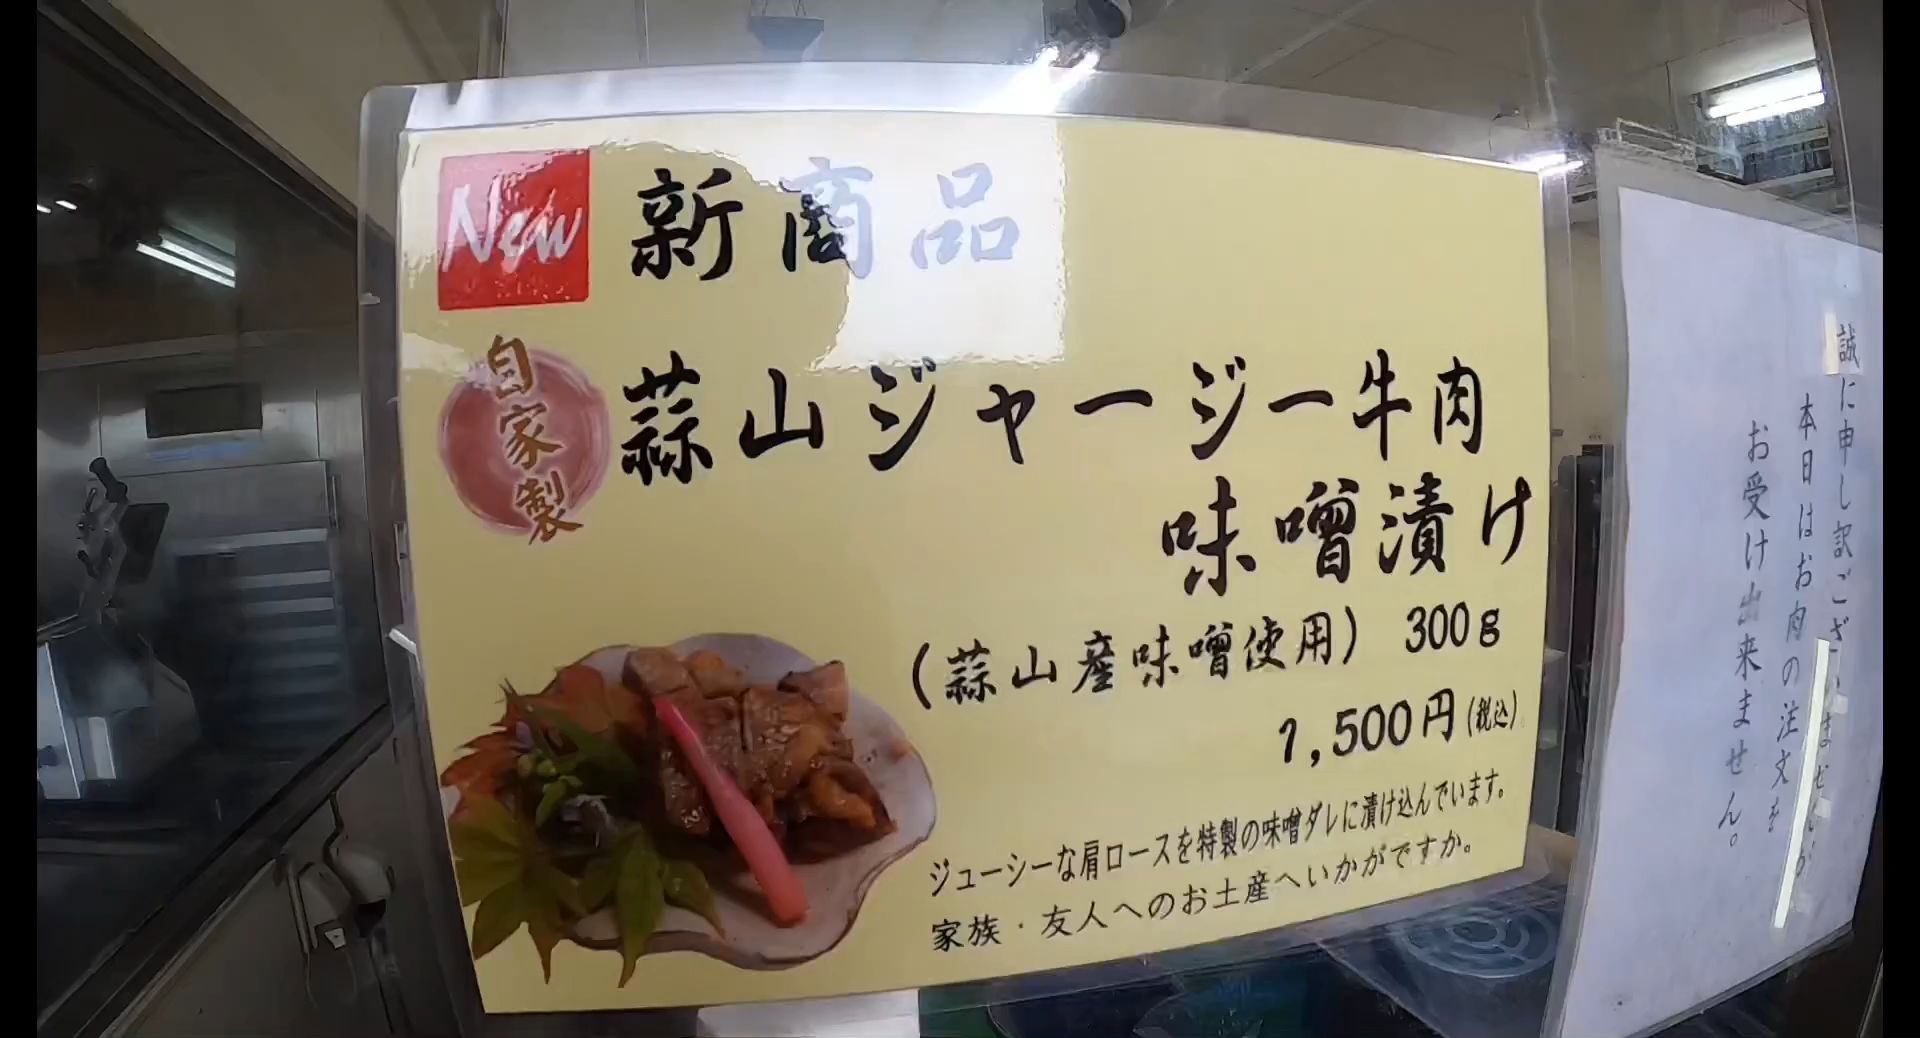 New
新商品
自家製
蒜山ジャージー牛肉
味噌漬け
(蒜山産味噌使用) 300g
1,500円(税込)
ジューシーな肩ロースを特製の味噌ダレに漬け込んでいます。
家族・友人へのお土産へいかがですか。
誠に申し訳ございませんが
本日はお肉の注文を
お受け出来ません。